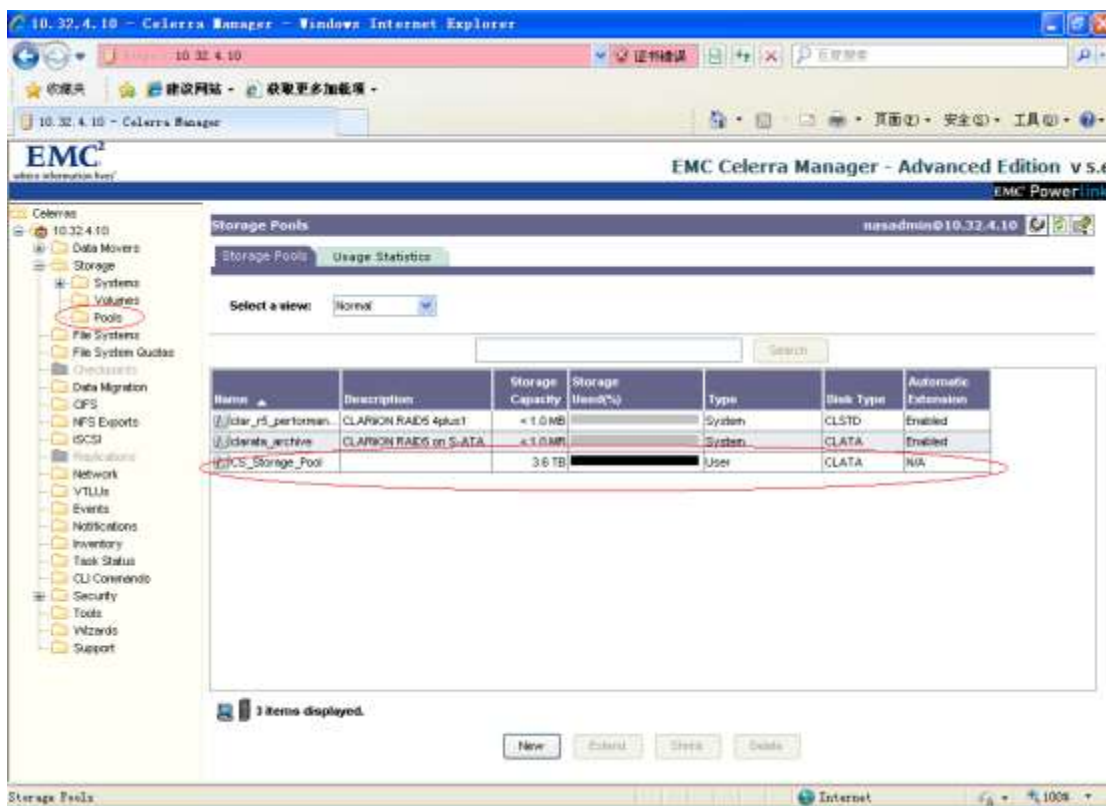 10.32.4.10 - Celerra Manager - Windows Internet Explorer
10.32.4.10
证书错误
收藏夹 建议网站 获取更多加载项
10.32.4.10 - Celerra Manager
页面(P) 安全(S) 工具(O)
EMC²
where information lives
EMC Celerra Manager - Advanced Edition v 5.6
EMC Powerlink
Celerras
10.32.4.10
Data Movers
Storage
Systems
Volumes
Pools
File Systems
File System Quotas
Checkpoints
Data Migration
CIFS
NFS Exports
iSCSI
Replications
Network
VTLUs
Events
Notifications
Inventory
Task Status
CLI Commands
Security
Tools
Wizards
Support
Storage Pools nasadmin@10.32.4.10
Storage Pools Usage Statistics
Select a view: Normal
Search
Name Description Storage Capacity Storage Used(%) Type Disk Type Automatic Extension
clar_r5_performan... CLARiiON RAID5 4plus1 < 1.0 MB System CLSTD Enabled
clarata_archive CLARiiON RAID5 on S-ATA < 1.0 MB System CLATA Enabled
CS_Storage_Pool 3.6 TB User CLATA N/A
3 items displayed.
New Extend Shrink Delete
Storage Pools Internet 100%